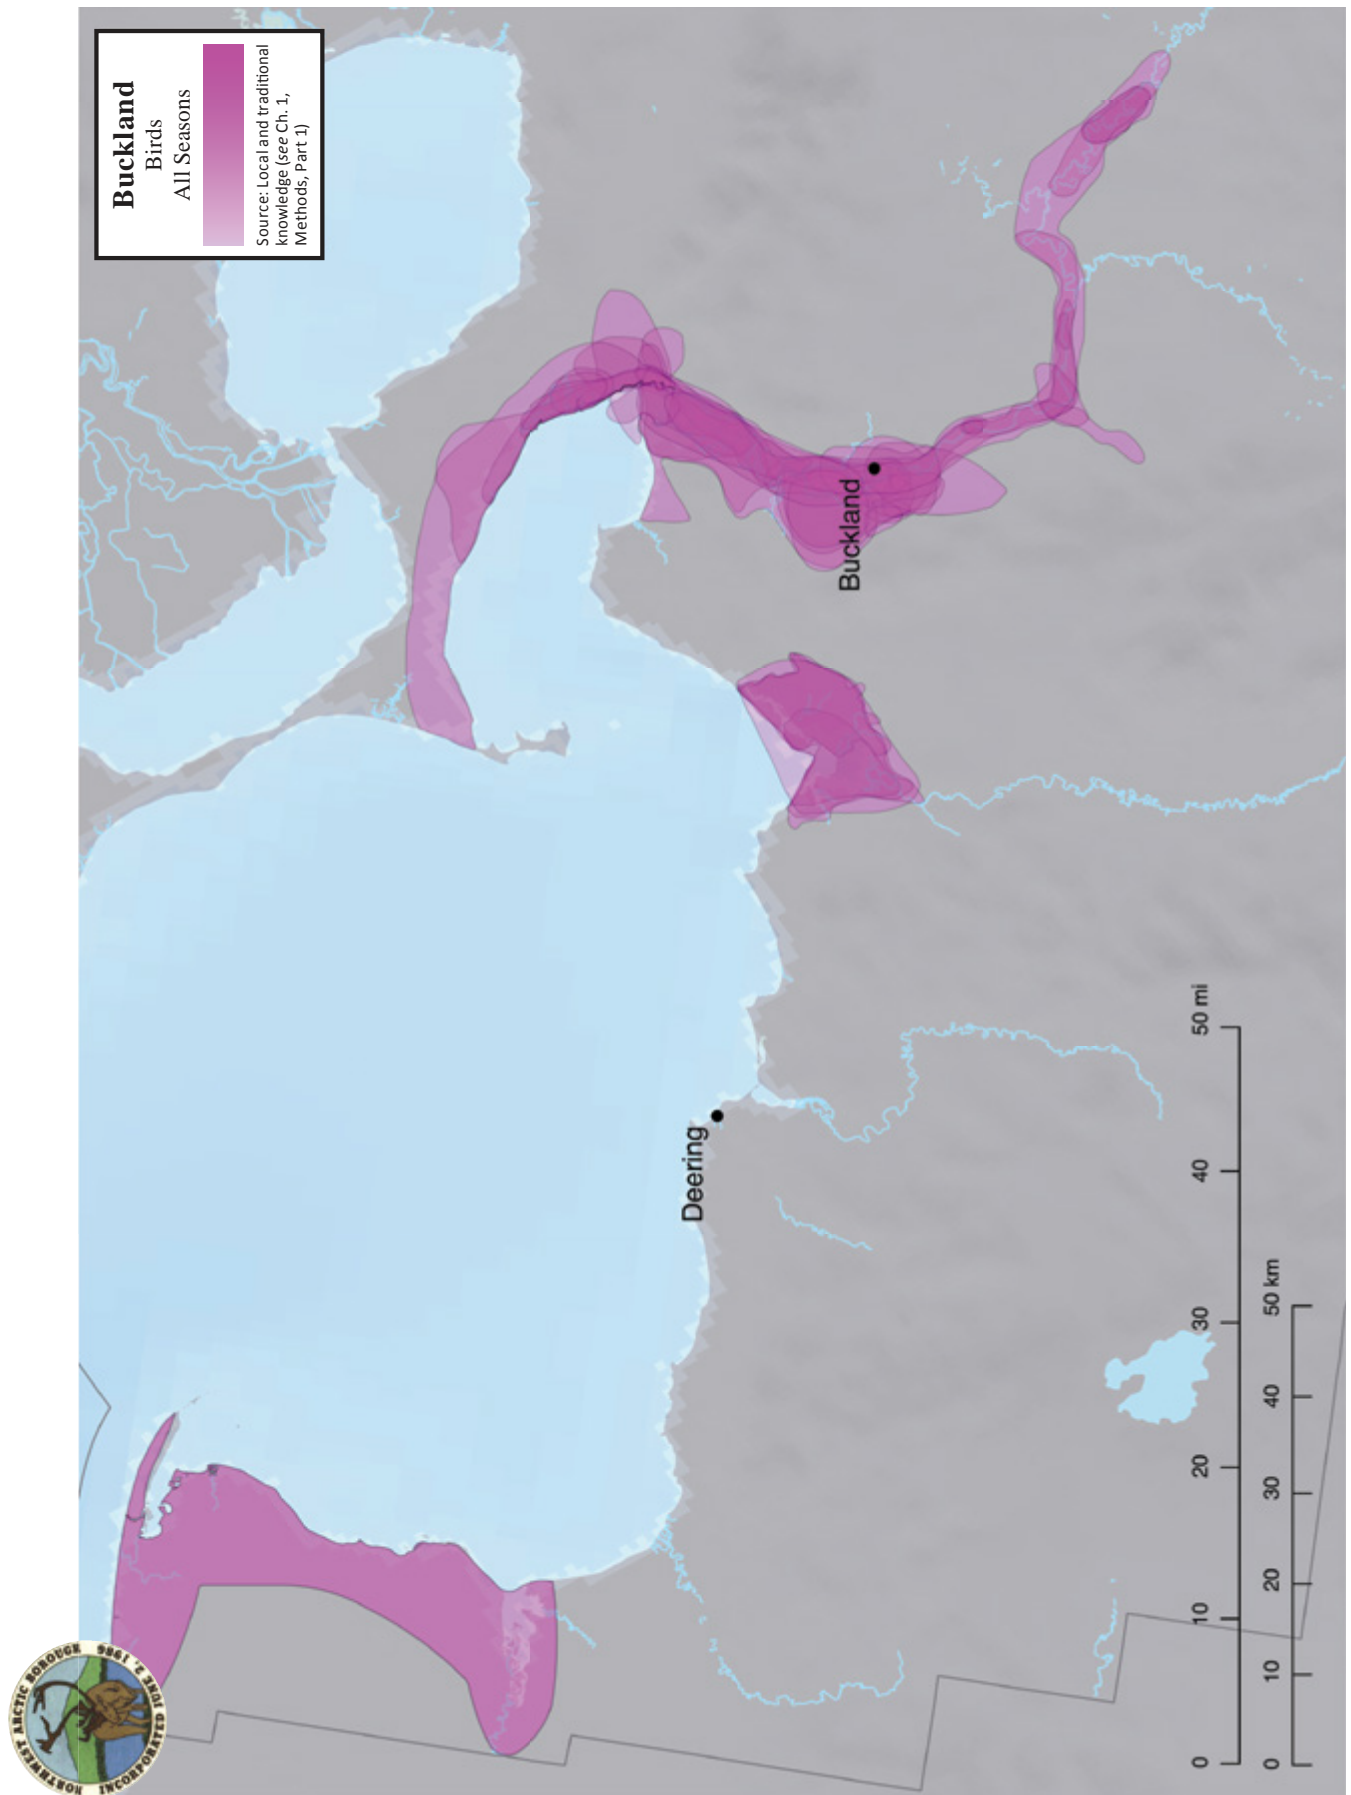 Buckland
Birds
All Seasons
Source: Local and traditional
knowledge (see Ch. 1,
Methods, Part 1)
Buckland
Deering
0 10 20 30 40 50 mi
0 10 20 30 40 50 km
NORTHWEST ARCTIC BOROUGH
INCORPORATED JUNE 2, 1986